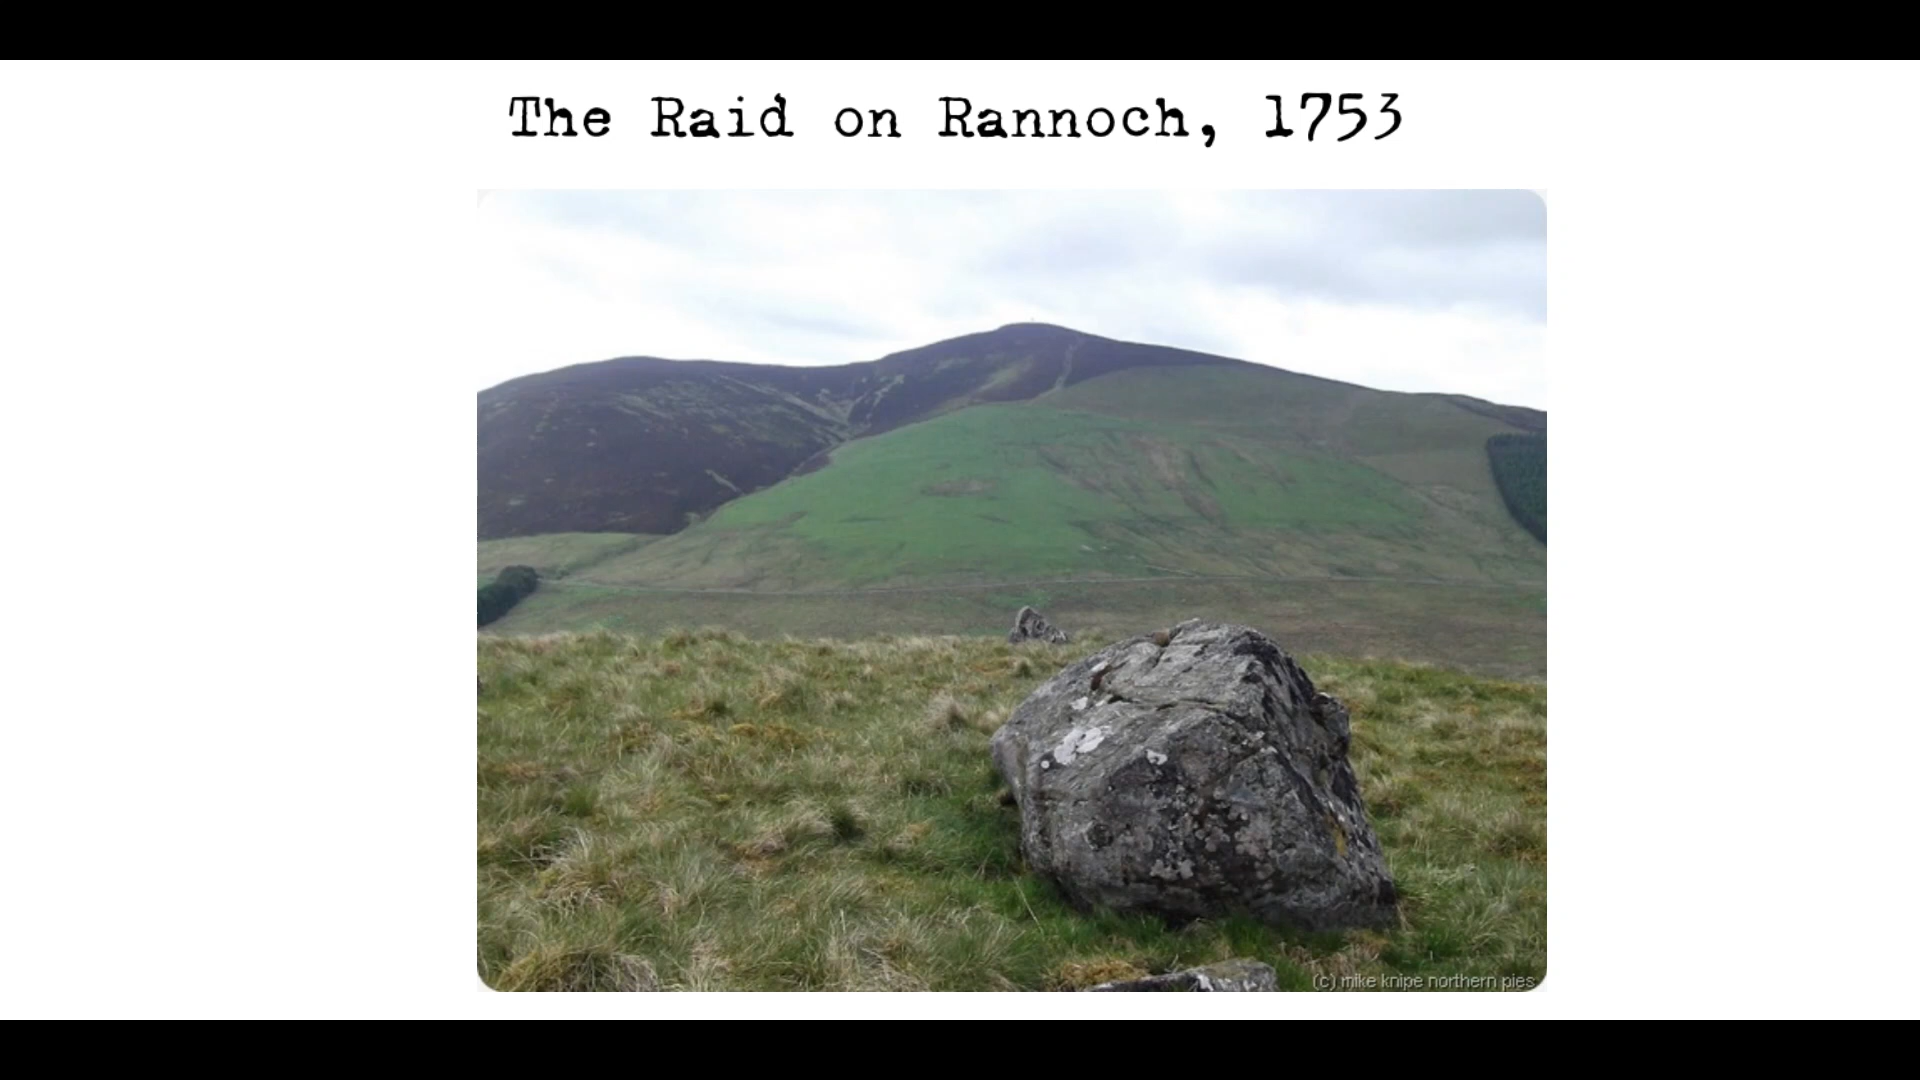 The Raid on Rannoch, 1753
(c) mike knipe northern pies